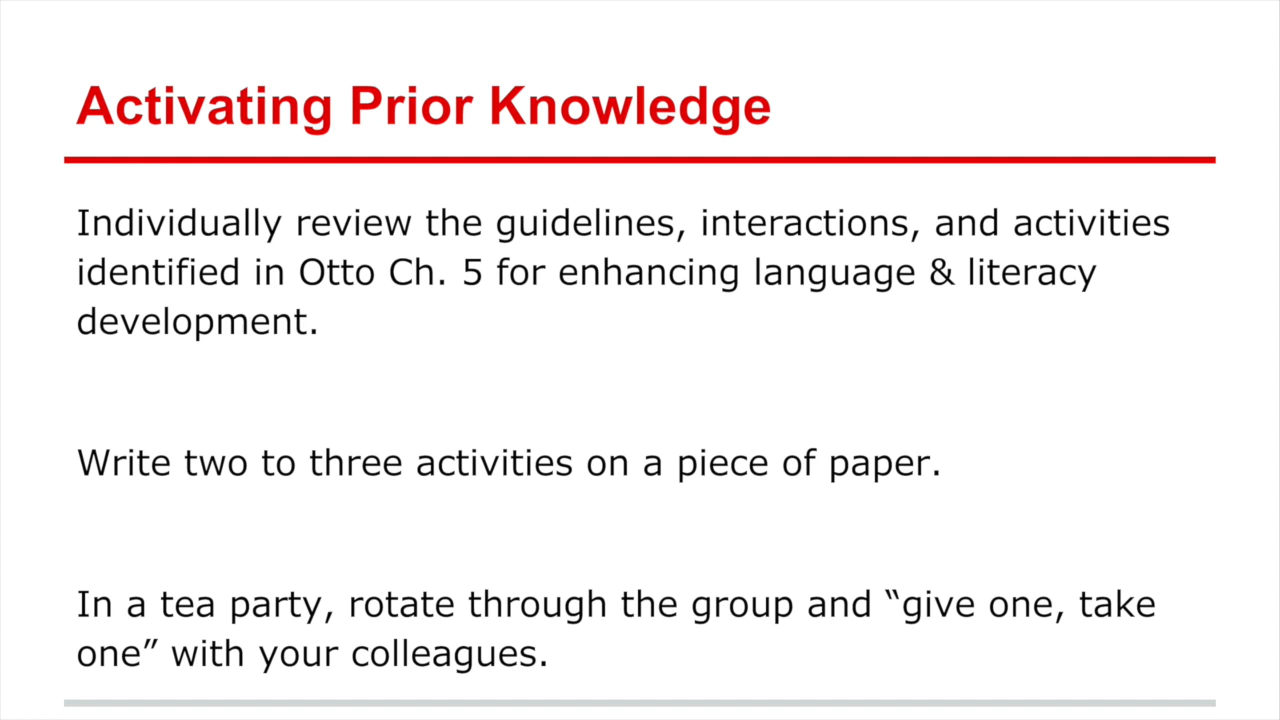 Activating Prior Knowledge
Individually review the guidelines, interactions, and activities
identified in Otto Ch. 5 for enhancing language & literacy
development.
Write two to three activities on a piece of paper.
In a tea party, rotate through the group and “give one, take
one” with your colleagues.